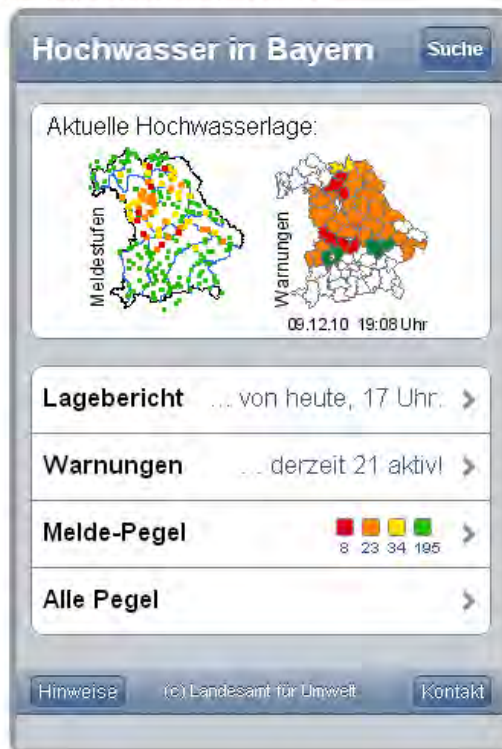 Hochwasser in Bayern
Suche
Aktuelle Hochwasserlage:
Meldestufen
Warnungen
09.12.10 19:08 Uhr
Lagebericht ... von heute, 17 Uhr.
Warnungen ... derzeit 21 aktiv!
Melde-Pegel
8 23 34 195
Alle Pegel
Hinweise (c) Landesamt für Umwelt Kontakt